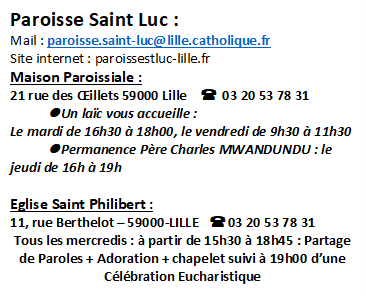 Paroisse Saint Luc :
Mail : paroisse.saint-luc@lille.catholique.fr
Site internet : paroissestluc-lille.fr
Maison Paroissiale :
21 rue des Œillets 59000 Lille ☎ 03 20 53 78 31
●Un laïc vous accueille :
Le mardi de 16h30 à 18h00, le vendredi de 9h30 à 11h30
●Permanence Père Charles MWANDUNDU : le
jeudi de 16h à 19h
Eglise Saint Philibert :
11, rue Berthelot – 59000-LILLE ☎ 03 20 53 78 31
Tous les mercredis : à partir de 15h30 à 18h45 : Partage
de Paroles + Adoration + chapelet suivi à 19h00 d’une
Célébration Eucharistique